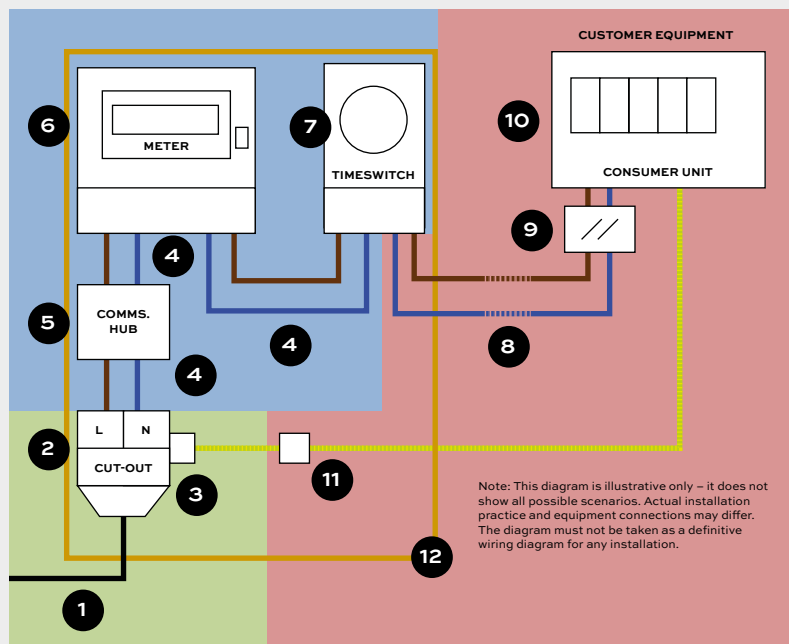 CUSTOMER EQUIPMENT
6
METER
7
TIMESWITCH
10
CONSUMER UNIT
9
4
5
COMMS.
HUB
4
8
4
2
L N
CUT-OUT
3
11
Note: This diagram is illustrative only – it does not
show all possible scenarios. Actual installation
practice and equipment connections may differ.
The diagram must not be taken as a definitive
wiring diagram for any installation.
12
1